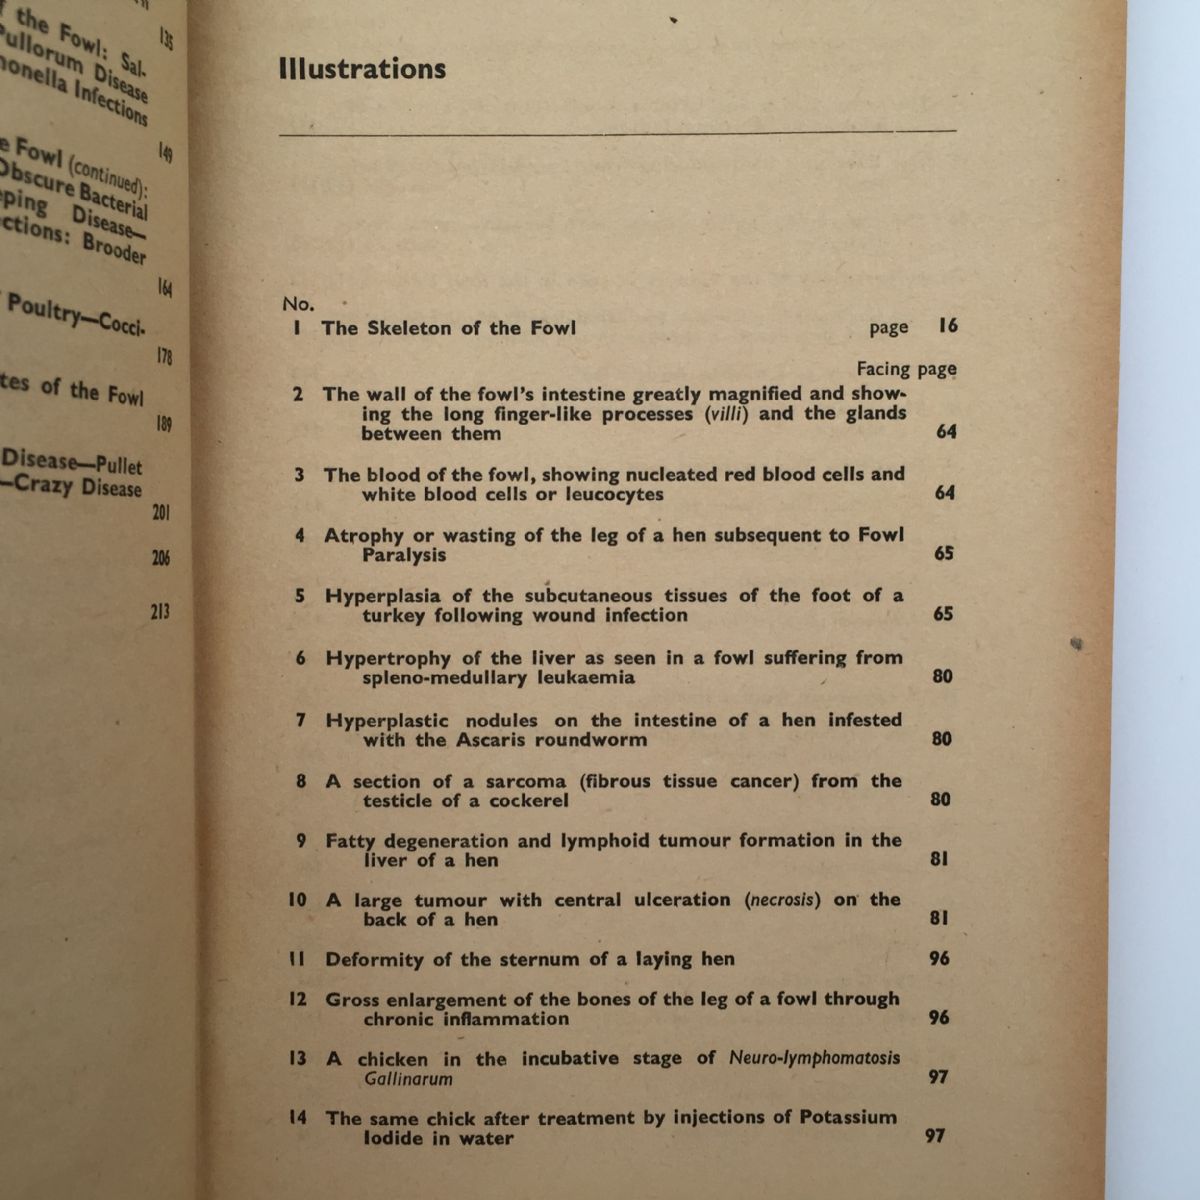 the Fowl: Sal-
Pullorum Disease
Infections
135
149
Fowl (continued):
Obscure Bacterial
Disease—
Brooder
164
Poultry—Cocci-
178
of the Fowl
189
Disease—Pullet
—Crazy Disease
201
206
213
Illustrations
No.
1 The Skeleton of the Fowl page 16
Facing page
2 The wall of the fowl's intestine greatly magnified and show-
ing the long finger-like processes (villi) and the glands
between them 64
3 The blood of the fowl, showing nucleated red blood cells and
white blood cells or leucocytes 64
4 Atrophy or wasting of the leg of a hen subsequent to Fowl
Paralysis 65
5 Hyperplasia of the subcutaneous tissues of the foot of a
turkey following wound infection 65
6 Hypertrophy of the liver as seen in a fowl suffering from
spleno-medullary leukaemia 80
7 Hyperplastic nodules on the intestine of a hen infested
with the Ascaris roundworm 80
8 A section of a sarcoma (fibrous tissue cancer) from the
testicle of a cockerel 80
9 Fatty degeneration and lymphoid tumour formation in the
liver of a hen 81
10 A large tumour with central ulceration (necrosis) on the
back of a hen 81
11 Deformity of the sternum of a laying hen 96
12 Gross enlargement of the bones of the leg of a fowl through
chronic inflammation 96
13 A chicken in the incubative stage of Neuro-lymphomatosis
Gallinarum 97
14 The same chick after treatment by injections of Potassium
Iodide in water 97